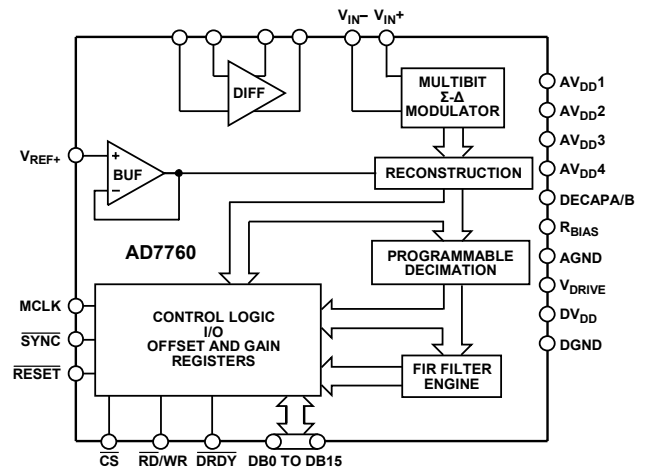 VIN– VIN+
DIFF
MULTIBIT
Σ-Δ
MODULATOR
AVDD1
AVDD2
AVDD3
AVDD4
DECAPA/B
RBIAS
AGND
VDRIVE
DVDD
DGND
VREF+
+
BUF
–
RECONSTRUCTION
AD7760
PROGRAMMABLE
DECIMATION
MCLK
SYNC
RESET
CONTROL LOGIC
I/O
OFFSET AND GAIN
REGISTERS
FIR FILTER
ENGINE
CS
RD/WR
DRDY
DB0 TO DB15